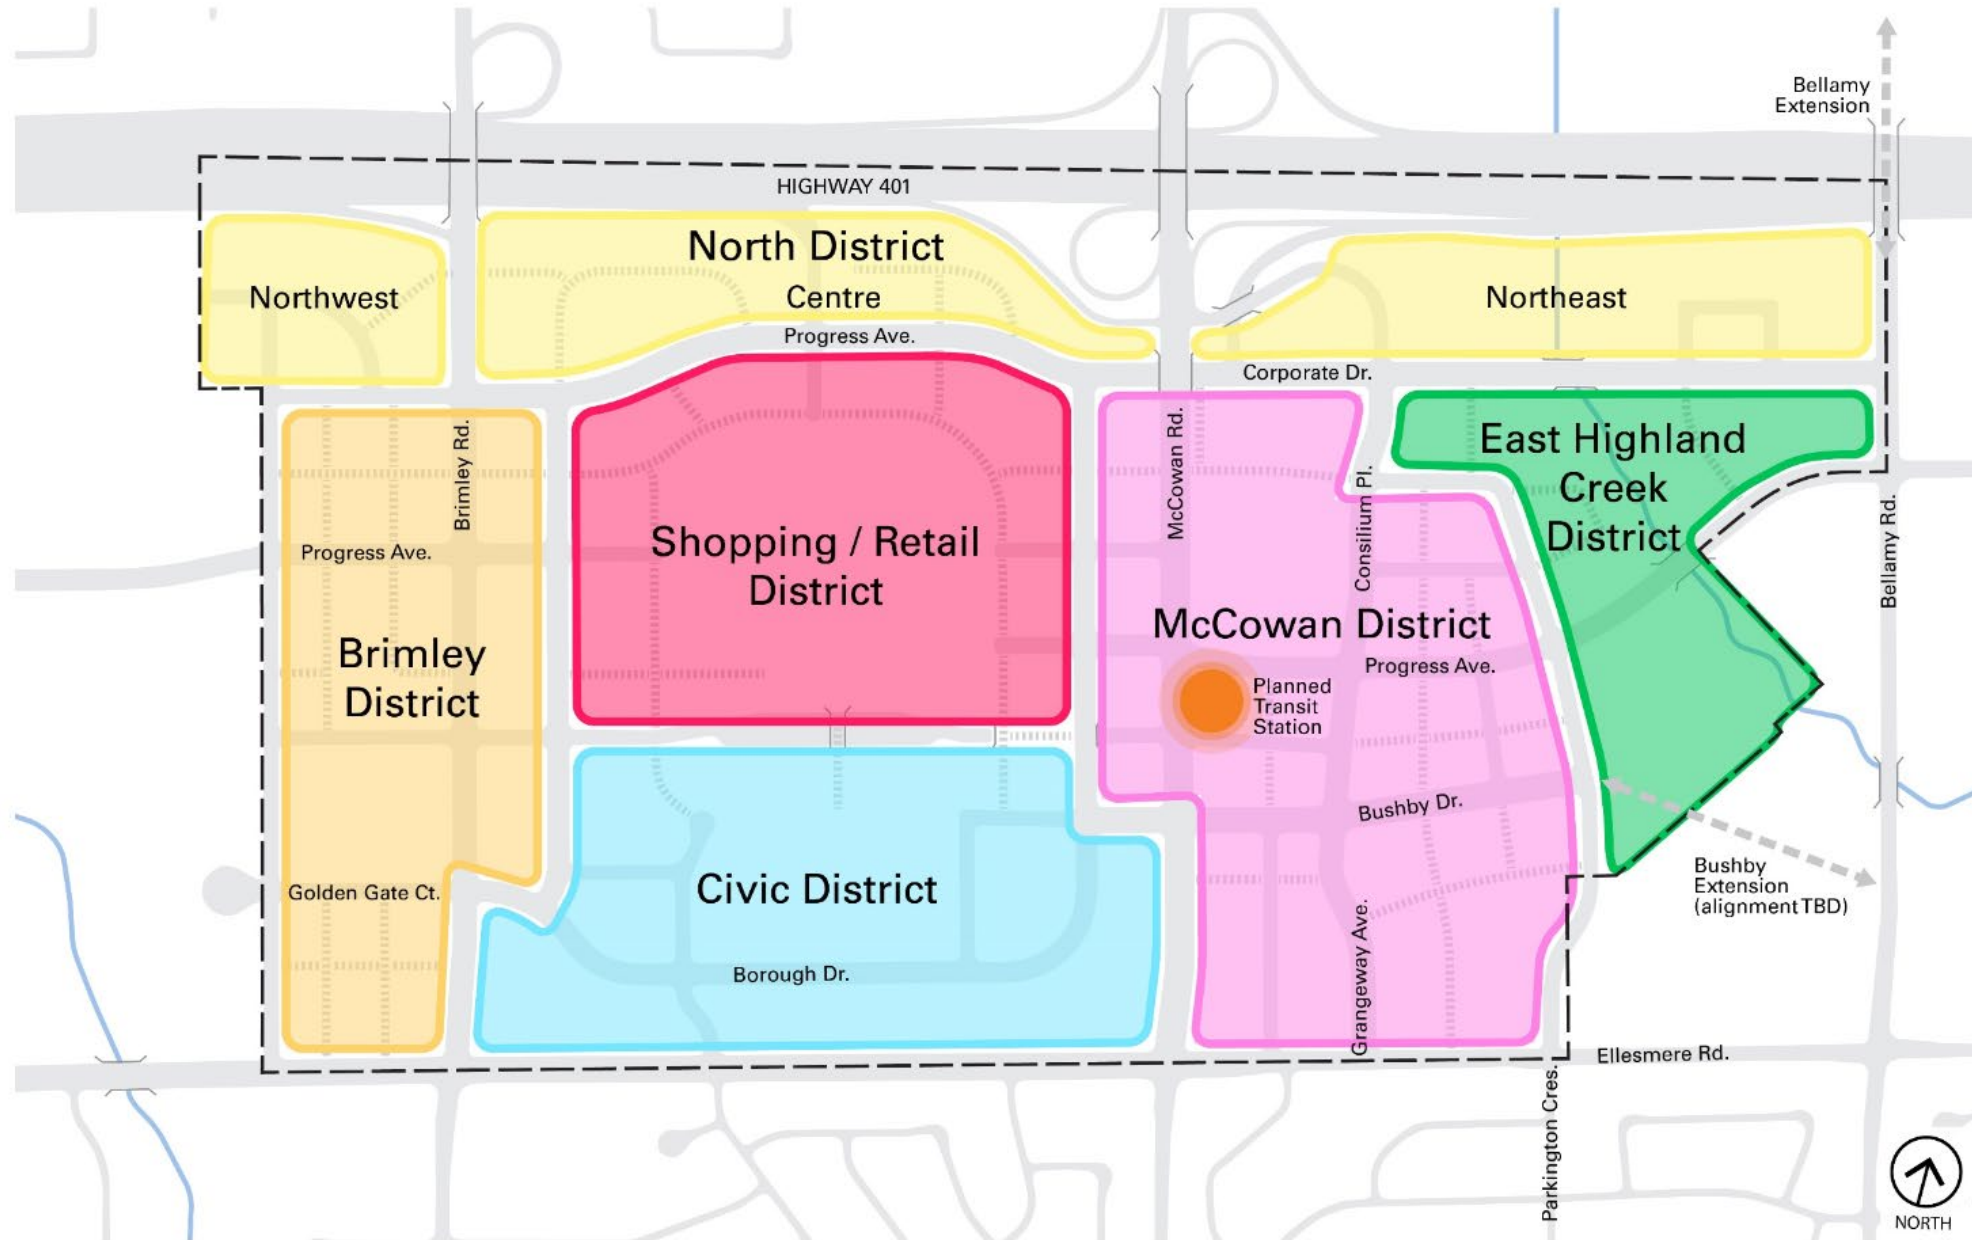 Bellamy
Extension
HIGHWAY 401
North District
Northwest
Centre
Northeast
Progress Ave.
Corporate Dr.
Brimley Rd.
McCowan Rd.
Consilium Pl.
East Highland
Creek
District
Bellamy Rd.
Progress Ave.
Shopping / Retail
District
McCowan District
Brimley
District
Progress Ave.
Planned
Transit
Station
Bushby Dr.
Golden Gate Ct.
Civic District
Bushby
Extension
(alignment TBD)
Grangeway Ave.
Borough Dr.
Ellesmere Rd.
Parkington Cres.
NORTH